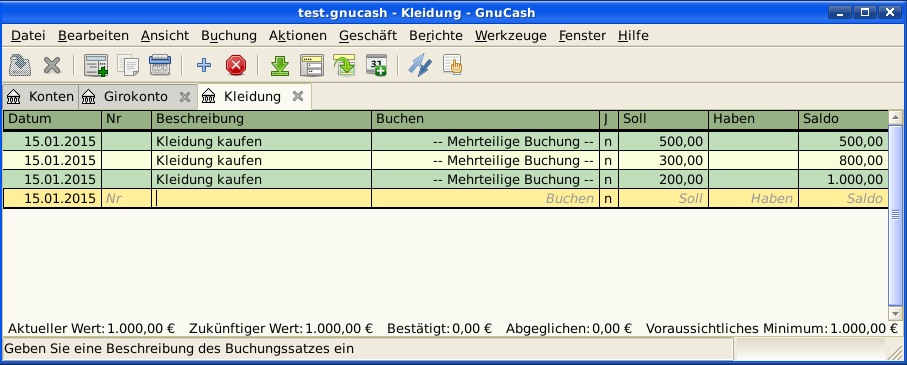 test.gnucash - Kleidung - GnuCash
Datei Bearbeiten Ansicht Buchung Aktionen Geschäft Berichte Werkzeuge Fenster Hilfe
31
Konten Girokonto Kleidung
Datum Nr Beschreibung Buchen J Soll Haben Saldo
15.01.2015 Kleidung kaufen -- Mehrteilige Buchung -- n 500,00 500,00
15.01.2015 Kleidung kaufen -- Mehrteilige Buchung -- n 300,00 800,00
15.01.2015 Kleidung kaufen -- Mehrteilige Buchung -- n 200,00 1.000,00
15.01.2015 Nr Buchen n Soll Haben Saldo
Aktueller Wert: 1.000,00 € Zukünftiger Wert: 1.000,00 € Bestätigt: 0,00 € Abgeglichen: 0,00 € Voraussichtliches Minimum: 1.000,00 €
Geben Sie eine Beschreibung des Buchungssatzes ein